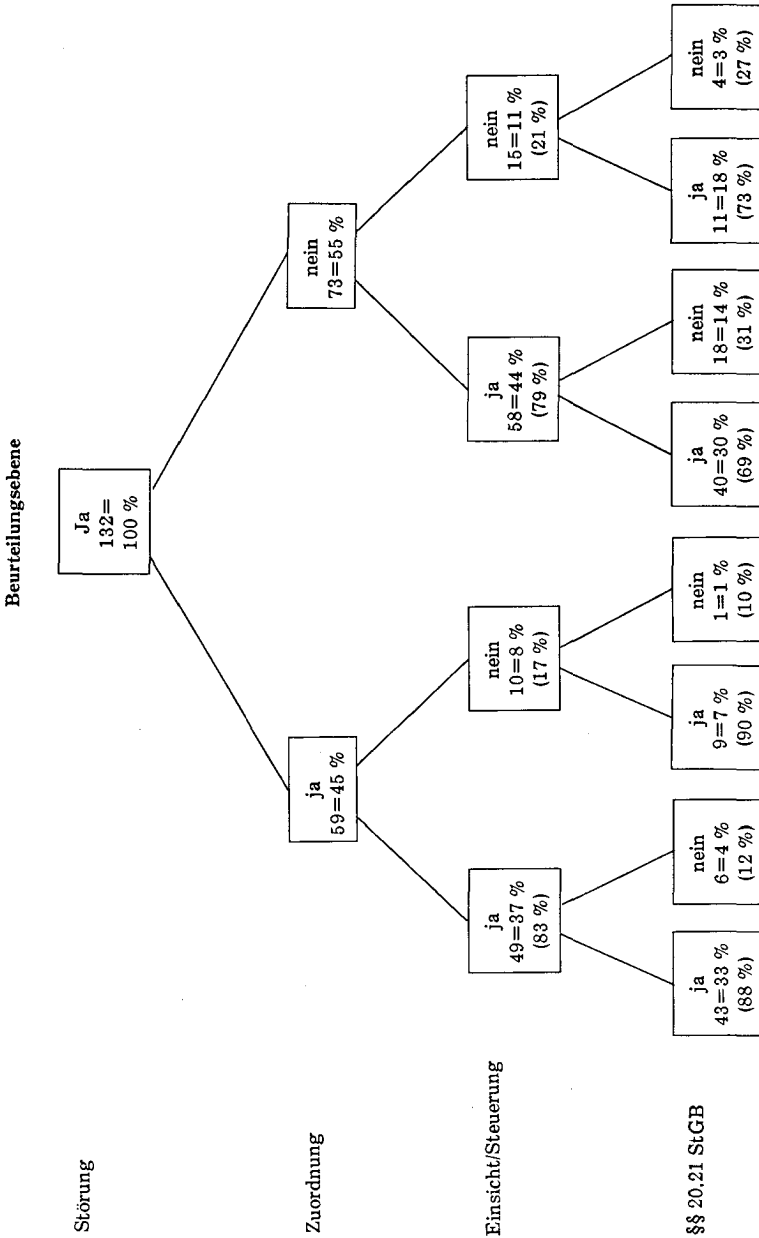 Beurteilungsebene
Störung
Ja
132=
100 %
Zuordnung
ja
59=45 %
nein
73=55 %
Einsicht/Steuerung
ja
49=37 %
(83 %)
nein
10=8 %
(17 %)
ja
58=44 %
(79 %)
nein
15=11 %
(21 %)
§§ 20.21 StGB
ja
43=33 %
(88 %)
nein
6=4 %
(12 %)
ja
9=7 %
(90 %)
nein
1=1 %
(10 %)
ja
40=30 %
(69 %)
nein
18=14 %
(31 %)
ja
11=18 %
(73 %)
nein
4=3 %
(27 %)